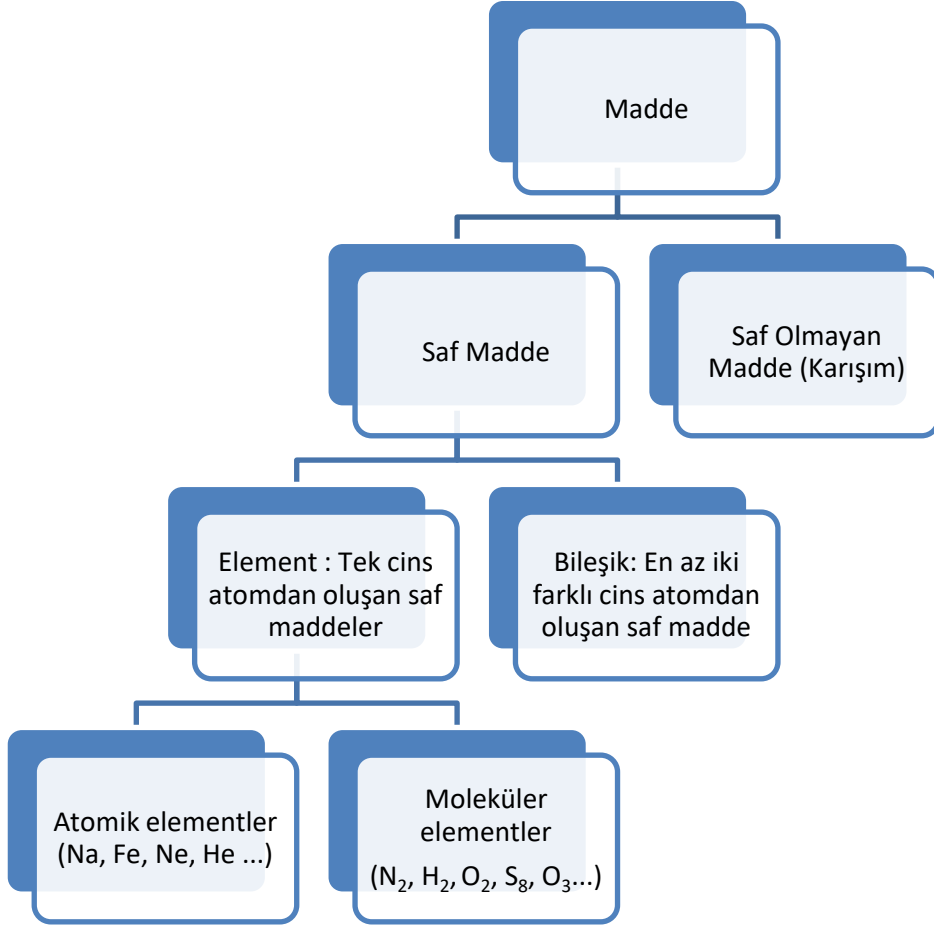 Madde
Saf Madde
Saf Olmayan
Madde (Karışım)
Element : Tek cins
atomdan oluşan saf
maddeler
Bileşik: En az iki
farklı cins atomdan
oluşan saf madde
Atomik elementler
(Na, Fe, Ne, He ...)
Moleküler
elementler
(N₂, H₂, O₂, S₈, O₃...)